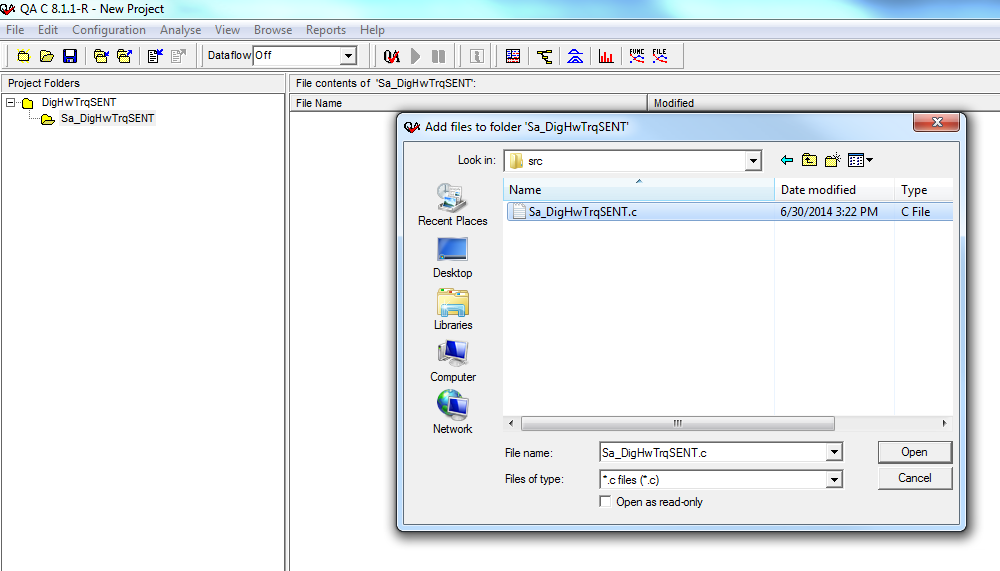 QA C 8.1.1-R - New Project
File Edit Configuration Analyse View Browse Reports Help
Dataflow Off QA FUNC FILE
Project Folders
File contents of 'Sa_DigHwTrqSENT':
DigHwTrqSENT
File Name Modified
Sa_DigHwTrqSENT
QA Add files to folder 'Sa_DigHwTrqSENT'
Look in: src
Name Date modified Type
Sa_DigHwTrqSENT.c 6/30/2014 3:22 PM C File
Recent Places
Desktop
Libraries
Computer
Network
File name: Sa_DigHwTrqSENT.c Open
Files of type: *.c files (*.c) Cancel
Open as read-only